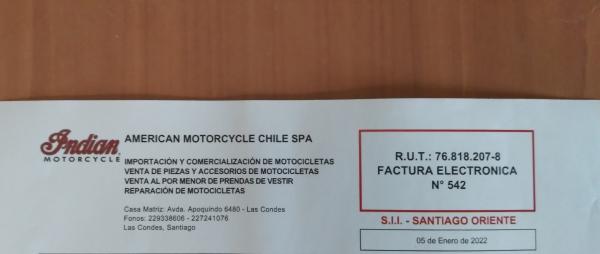 Indian
MOTORCYCLE
AMERICAN MOTORCYCLE CHILE SPA
IMPORTACIÓN Y COMERCIALIZACIÓN DE MOTOCICLETAS
VENTA DE PIEZAS Y ACCESORIOS DE MOTOCICLETAS
VENTA AL POR MENOR DE PRENDAS DE VESTIR
REPARACIÓN DE MOTOCICLETAS
Casa Matriz: Avda. Apoquindo 6480 - Las Condes
Fonos: 229338606 - 227241076
Las Condes, Santiago
R.U.T.: 76.818.207-8
FACTURA ELECTRONICA
N° 542
S.I.I. - SANTIAGO ORIENTE
05 de Enero de 2022